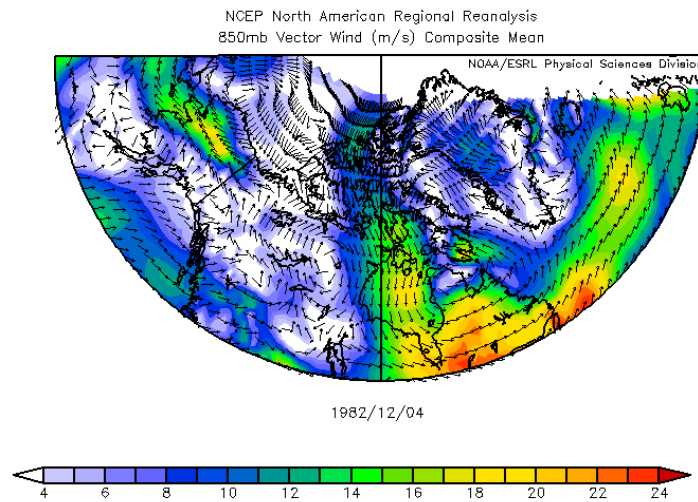 NCEP North American Regional Reanalysis
850mb Vector Wind (m/s) Composite Mean
NOAA/ESRL Physical Sciences Division
1982/12/04
4 6 8 10 12 14 16 18 20 22 24